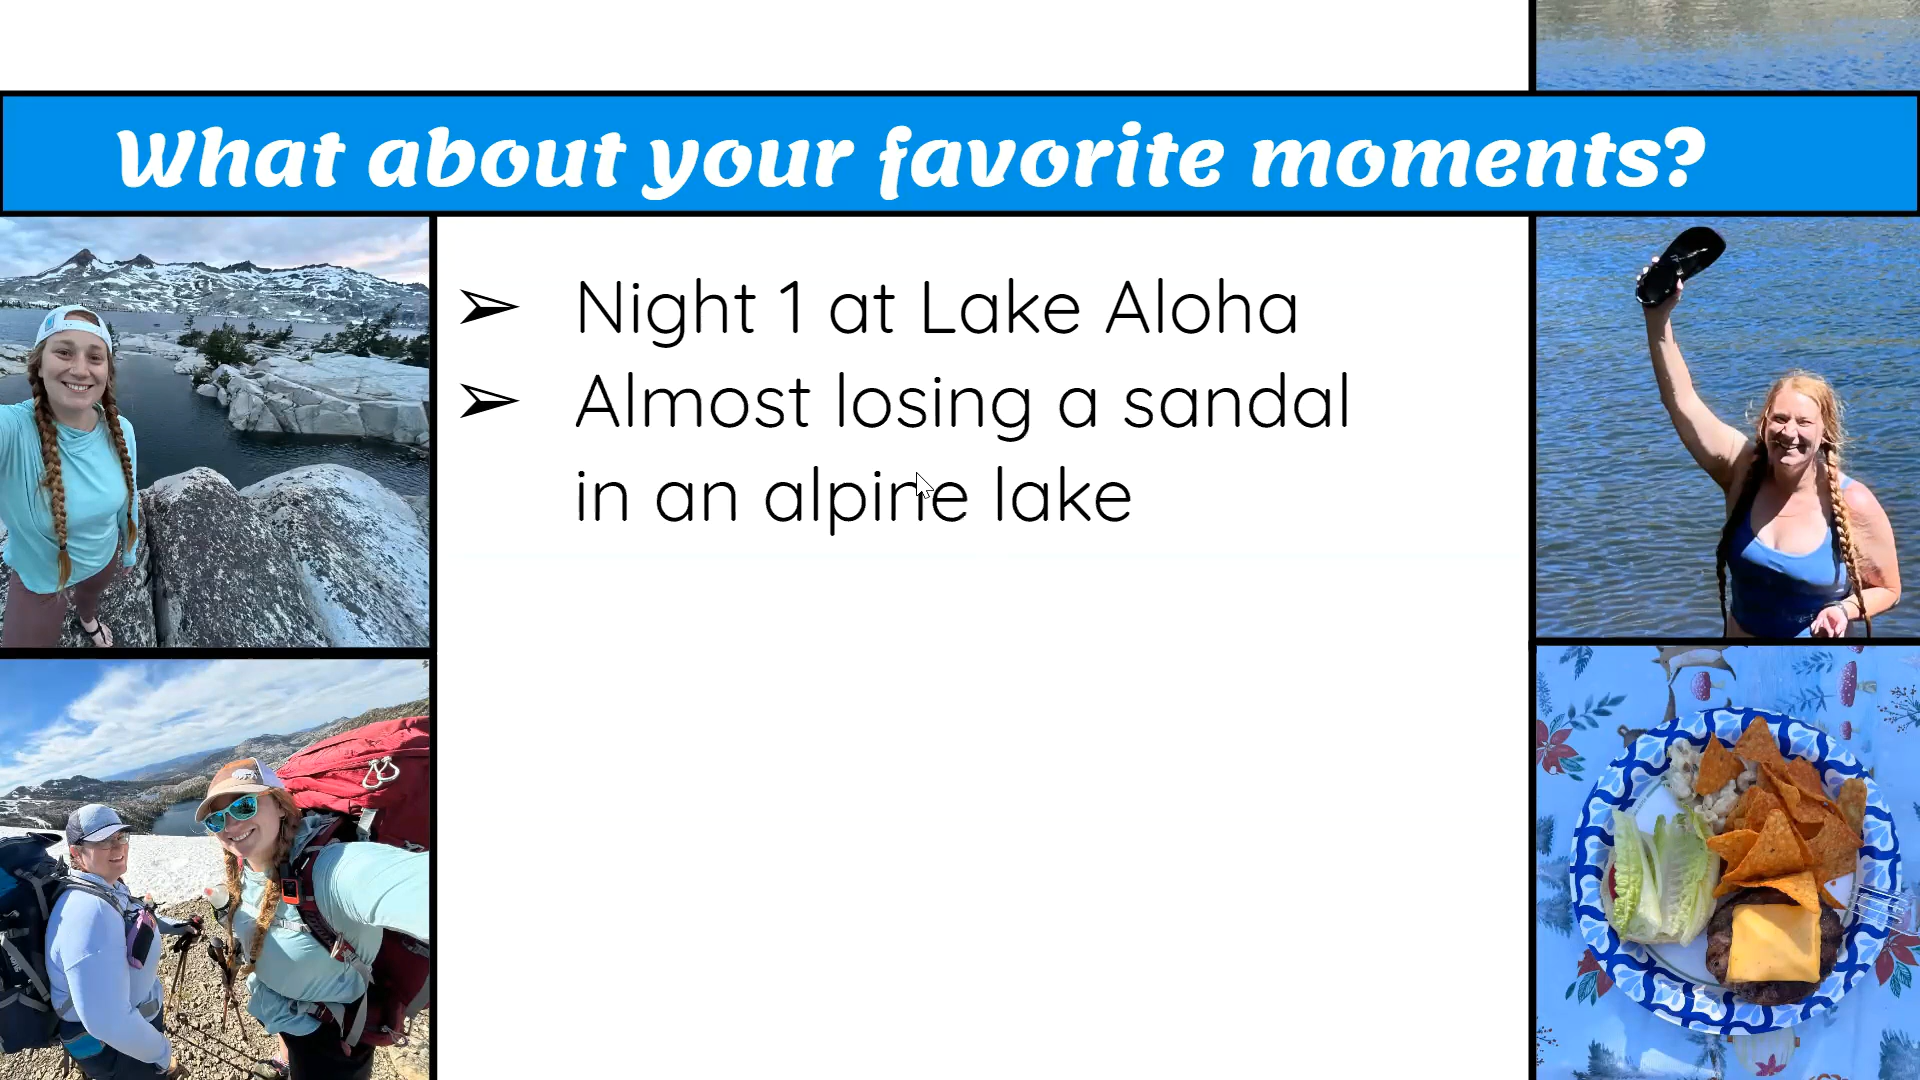 What about your favorite moments?
➢ Night 1 at Lake Aloha
➢ Almost losing a sandal
in an alpine lake